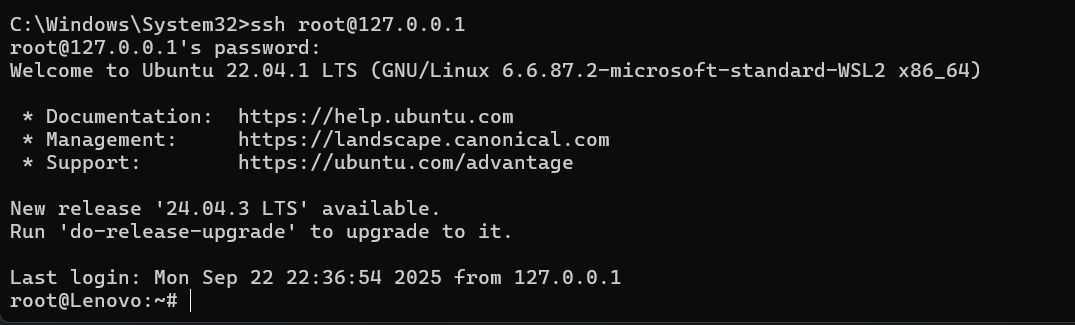 C:\Windows\System32>ssh root@127.0.0.1
root@127.0.0.1's password:
Welcome to Ubuntu 22.04.1 LTS (GNU/Linux 6.6.87.2-microsoft-standard-WSL2 x86_64)
* Documentation:  https://help.ubuntu.com
* Management:     https://landscape.canonical.com
* Support:        https://ubuntu.com/advantage
New release '24.04.3 LTS' available.
Run 'do-release-upgrade' to upgrade to it.
Last login: Mon Sep 22 22:36:54 2025 from 127.0.0.1
root@Lenovo:~#